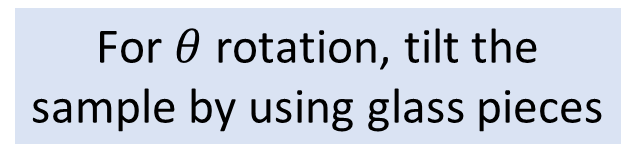 For θ rotation, tilt the
sample by using glass pieces